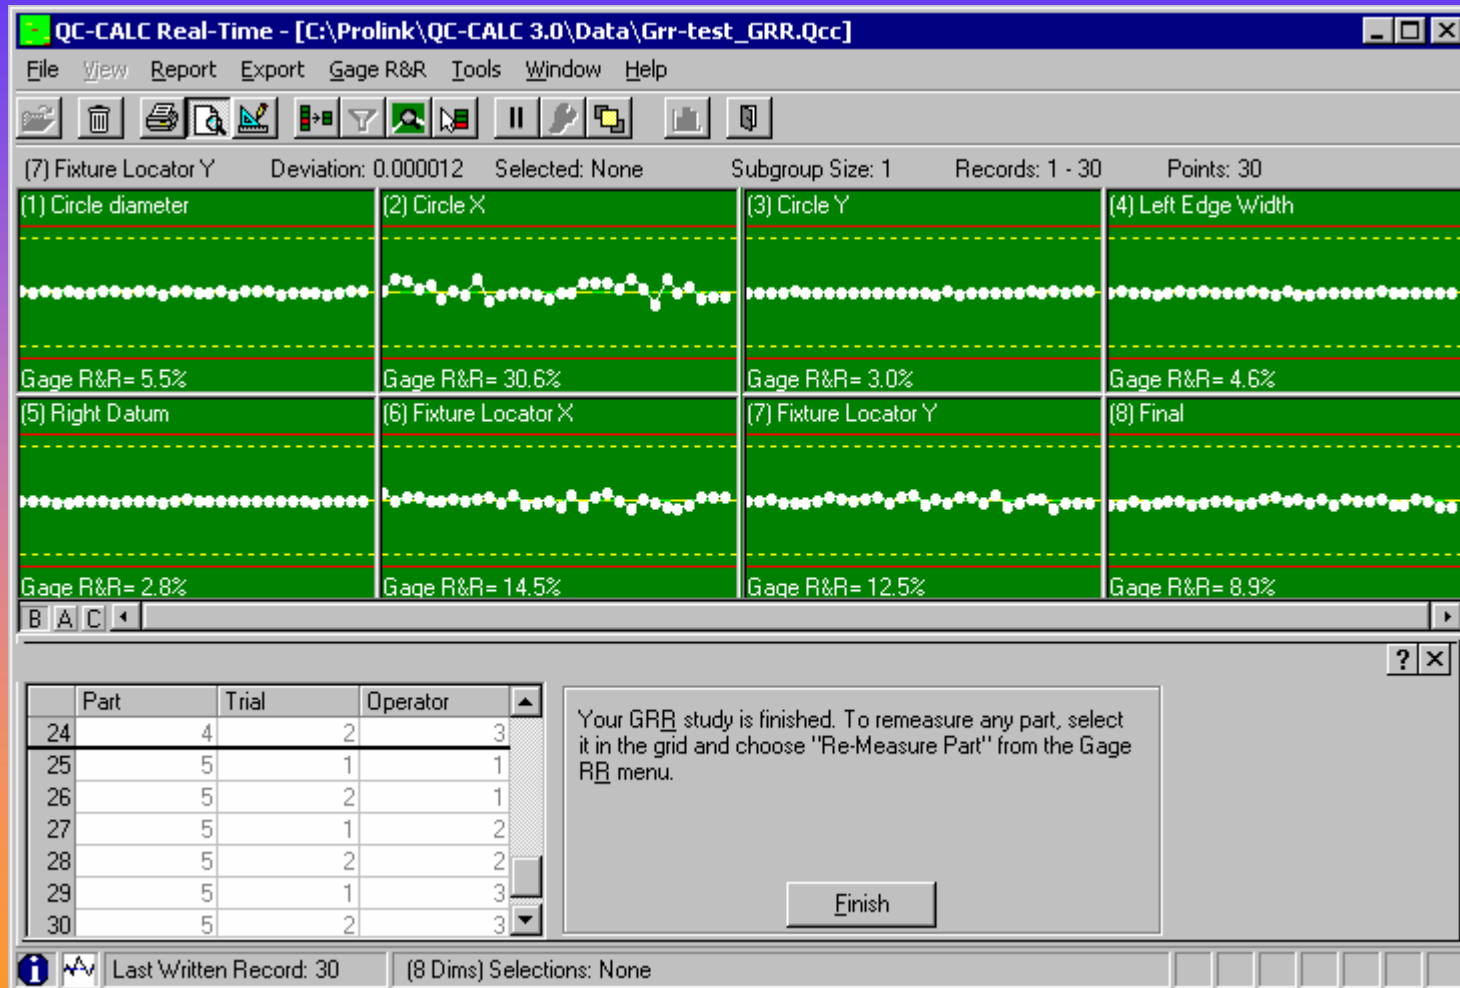 QC-CALC Real-Time - [C:\Prolink\QC-CALC 3.0\Data\Grr-test_GRR.Qcc]
File View Report Export Gage R&R Tools Window Help
(7) Fixture Locator Y Deviation: 0.000012 Selected: None Subgroup Size: 1 Records: 1 - 30 Points: 30
(1) Circle diameter (2) Circle X (3) Circle Y (4) Left Edge Width
Gage R&R= 5.5% Gage R&R= 30.6% Gage R&R= 3.0% Gage R&R= 4.6%
(5) Right Datum (6) Fixture Locator X (7) Fixture Locator Y (8) Final
Gage R&R= 2.8% Gage R&R= 14.5% Gage R&R= 12.5% Gage R&R= 8.9%
B A C
? ×
Part Trial Operator
24 4 2 3
25 5 1 1
26 5 2 1
27 5 1 2
28 5 2 2
29 5 1 3
30 5 2 3
Your GRR study is finished. To remeasure any part, select
it in the grid and choose "Re-Measure Part" from the Gage
RR menu.
Finish
Last Written Record: 30 (8 Dims) Selections: None